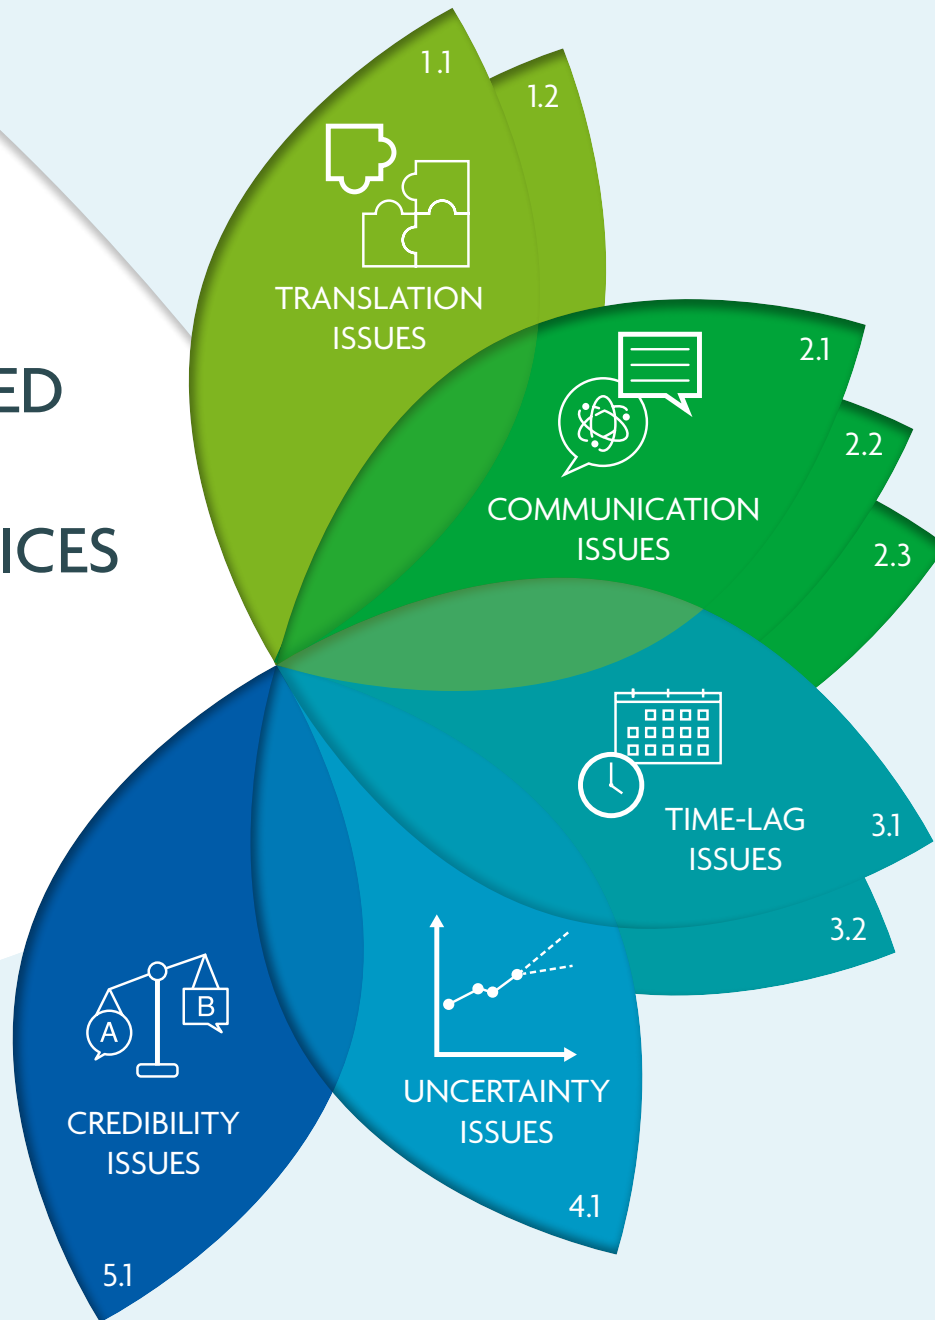 1.1
1.2
TRANSLATION
ISSUES
2.1
2.2
2.3
COMMUNICATION
ISSUES
ED
ICES
3.1
TIME-LAG
ISSUES
3.2
A
B
UNCERTAINTY
ISSUES
4.1
CREDIBILITY
ISSUES
5.1